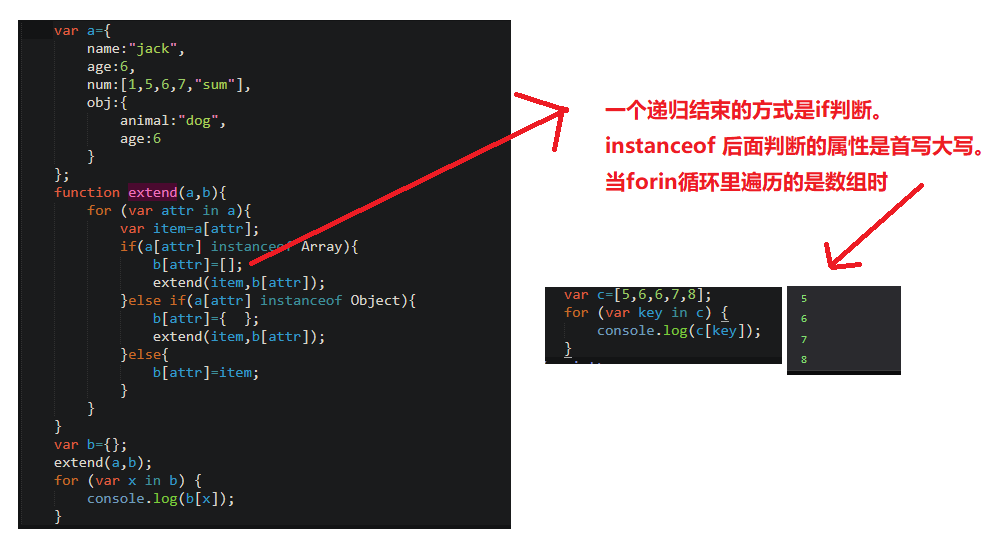 var a={
name:"jack",
age:6,
num:[1,5,6,7,"sum"],
obj:{
animal:"dog",
age:6
}
};
function extend(a,b){
for (var attr in a){
var item=a[attr];
if(a[attr] instanceof Array){
b[attr]=[];
extend(item,b[attr]);
}else if(a[attr] instanceof Object){
b[attr]={ };
extend(item,b[attr]);
}else{
b[attr]=item;
}
}
}
var b={};
extend(a,b);
for (var x in b) {
console.log(b[x]);
}
一个递归结束的方式是if判断。
instanceof 后面判断的属性是首写大写。
当forin循环里遍历的是数组时
var c=[5,6,6,7,8];
for (var key in c) {
console.log(c[key]);
}
5
6
7
8